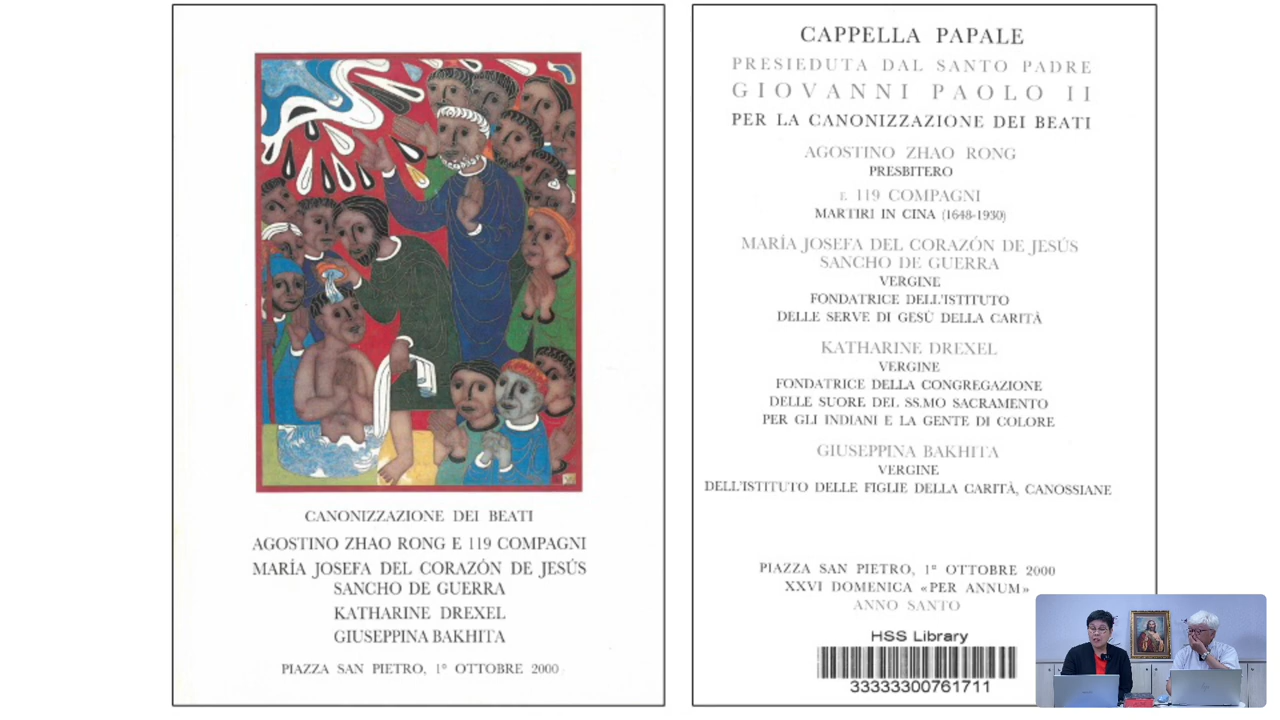 CANONIZZAZIONE DEI BEATI
AGOSTINO ZHAO RONG E 119 COMPAGNI
MARÍA JOSEFA DEL CORAZÓN DE JESÚS
SANCHO DE GUERRA
KATHARINE DREXEL
GIUSEPPINA BAKHITA
PIAZZA SAN PIETRO, 1° OTTOBRE 2000
CAPPELLA PAPALE
PRESIEDUTA DAL SANTO PADRE
GIOVANNI PAOLO II
PER LA CANONIZZAZIONE DEI BEATI
AGOSTINO ZHAO RONG
PRESBITERO
E 119 COMPAGNI
MARTIRI IN CINA (1648-1930)
MARÍA JOSEFA DEL CORAZÓN DE JESÚS
SANCHO DE GUERRA
VERGINE
FONDATRICE DELL'ISTITUTO
DELLE SERVE DI GESÙ DELLA CARITÀ
KATHARINE DREXEL
VERGINE
FONDATRICE DELLA CONGREGAZIONE
DELLE SUORE DEL SS.MO SACRAMENTO
PER GLI INDIANI E LA GENTE DI COLORE
GIUSEPPINA BAKHITA
VERGINE
DELL'ISTITUTO DELLE FIGLIE DELLA CARITÀ, CANOSSIANE
PIAZZA SAN PIETRO, 1° OTTOBRE 2000
XXVI DOMENICA «PER ANNUM»
ANNO SANTO
HSS Library
33333300761711